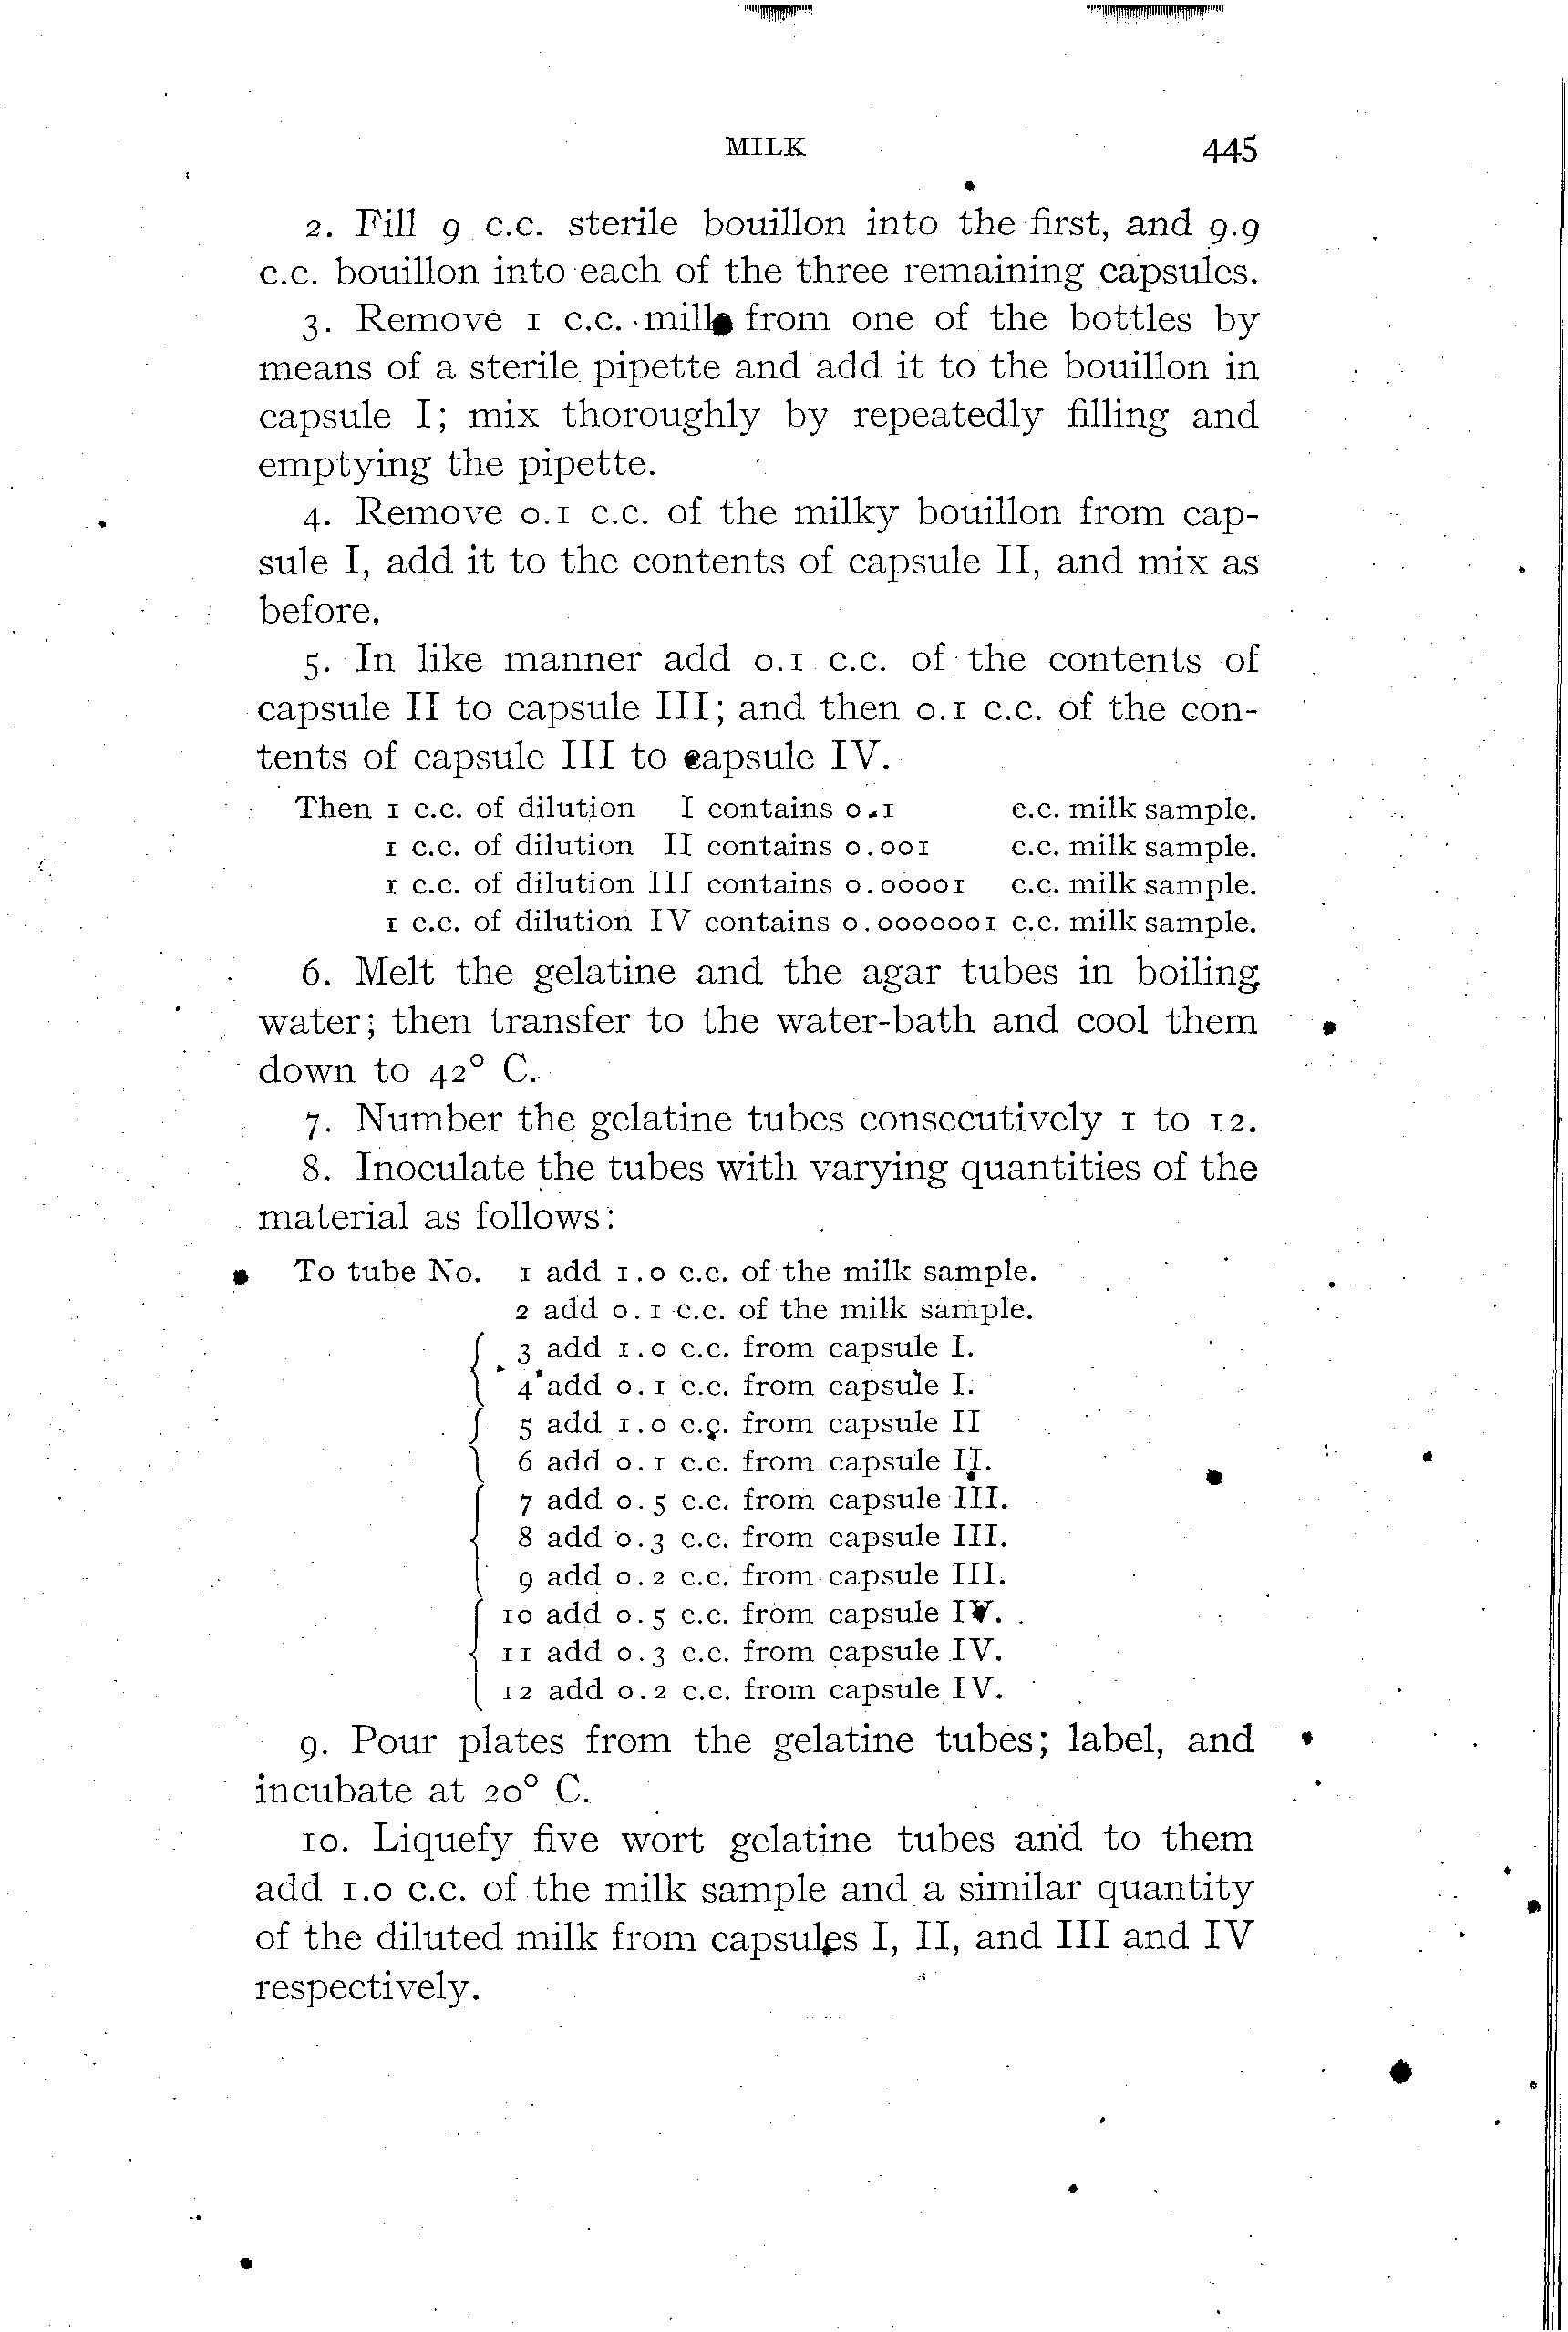 MILK 445
2. Fill 9 c.c. sterile bouillon into the first, and 9.9
c.c. bouillon into each of the three remaining capsules.
3. Remove 1 c.c. milk from one of the bottles by
means of a sterile pipette and add it to the bouillon in
capsule I; mix thoroughly by repeatedly filling and
emptying the pipette.
4. Remove 0.1 c.c. of the milky bouillon from cap-
sule I, add it to the contents of capsule II, and mix as
before.
5. In like manner add 0.1 c.c. of the contents of
capsule II to capsule III; and then 0.1 c.c. of the con-
tents of capsule III to capsule IV.
Then 1 c.c. of dilution I contains 0.1 c.c. milk sample.
1 c.c. of dilution II contains 0.001 c.c. milk sample.
1 c.c. of dilution III contains 0.00001 c.c. milk sample.
1 c.c. of dilution IV contains 0.0000001 c.c. milk sample.
6. Melt the gelatine and the agar tubes in boiling
water; then transfer to the water-bath and cool them
down to 42° C.
7. Number the gelatine tubes consecutively 1 to 12.
8. Inoculate the tubes with varying quantities of the
material as follows:
To tube No. 1 add 1.0 c.c. of the milk sample.
2 add 0.1 c.c. of the milk sample.
3 add 1.0 c.c. from capsule I.
4 add 0.1 c.c. from capsule I.
5 add 1.0 c.c. from capsule II
6 add 0.1 c.c. from capsule II.
7 add 0.5 c.c. from capsule III.
8 add 0.3 c.c. from capsule III.
9 add 0.2 c.c. from capsule III.
10 add 0.5 c.c. from capsule IV.
11 add 0.3 c.c. from capsule IV.
12 add 0.2 c.c. from capsule IV.
9. Pour plates from the gelatine tubes; label, and
incubate at 20° C.
10. Liquefy five wort gelatine tubes and to them
add 1.0 c.c. of the milk sample and a similar quantity
of the diluted milk from capsules I, II, and III and IV
respectively.